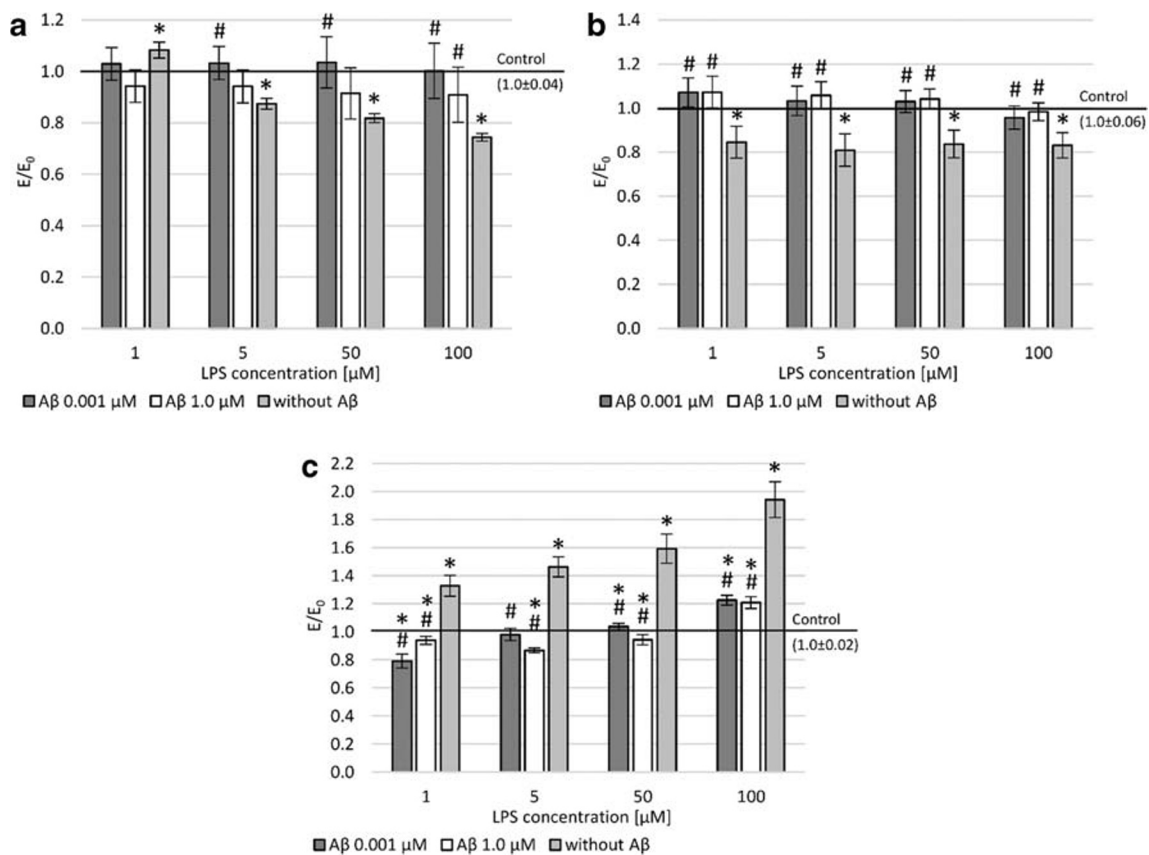 a
1.2
1.0
0.8
0.6
0.4
0.2
0.0
E/E0
* # # # #
* * *
Control
(1.0±0.04)
1 5 50 100
LPS concentration [µM]
Aβ 0.001 µM Aβ 1.0 µM without Aβ
b
1.4
1.2
1.0
0.8
0.6
0.4
0.2
0.0
E/E0
# # # # # # # #
* * * *
Control
(1.0±0.06)
1 5 50 100
LPS concentration [µM]
Aβ 0.001 µM Aβ 1.0 µM without Aβ
c
2.2
2.0
1.8
1.6
1.4
1.2
1.0
0.8
0.6
0.4
0.2
0.0
E/E0
* # * # *
# * # *
* # * # *
* # * # *
Control
(1.0±0.02)
1 5 50 100
LPS concentration [µM]
Aβ 0.001 µM Aβ 1.0 µM without Aβ